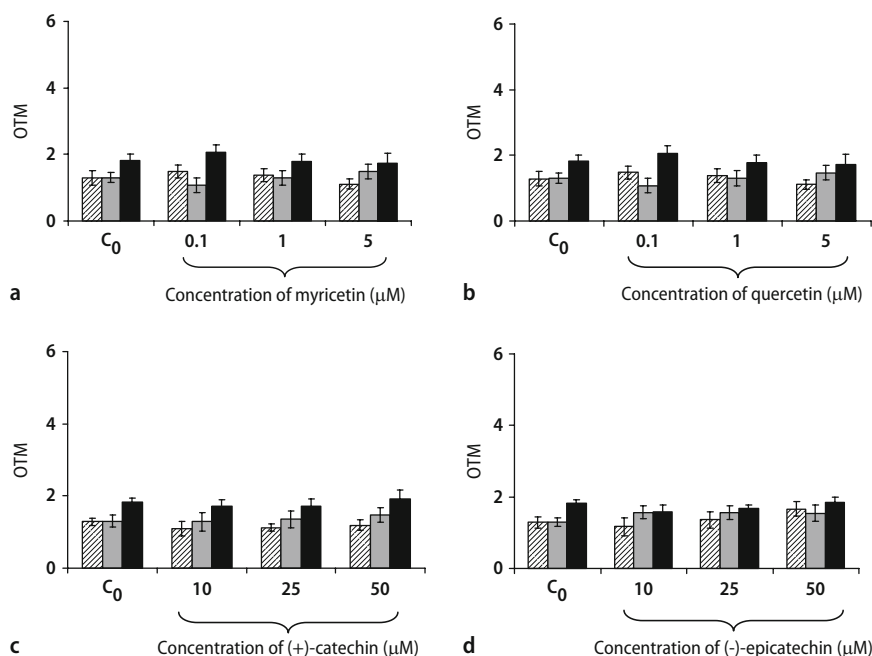 6
4
2
0
OTM
C0
0.1
1
5
a
Concentration of myricetin (μM)
6
4
2
0
OTM
C0
0.1
1
5
b
Concentration of quercetin (μM)
6
4
2
0
OTM
C0
10
25
50
c
Concentration of (+)-catechin (μM)
6
4
2
0
OTM
C0
10
25
50
d
Concentration of (-)-epicatechin (μM)